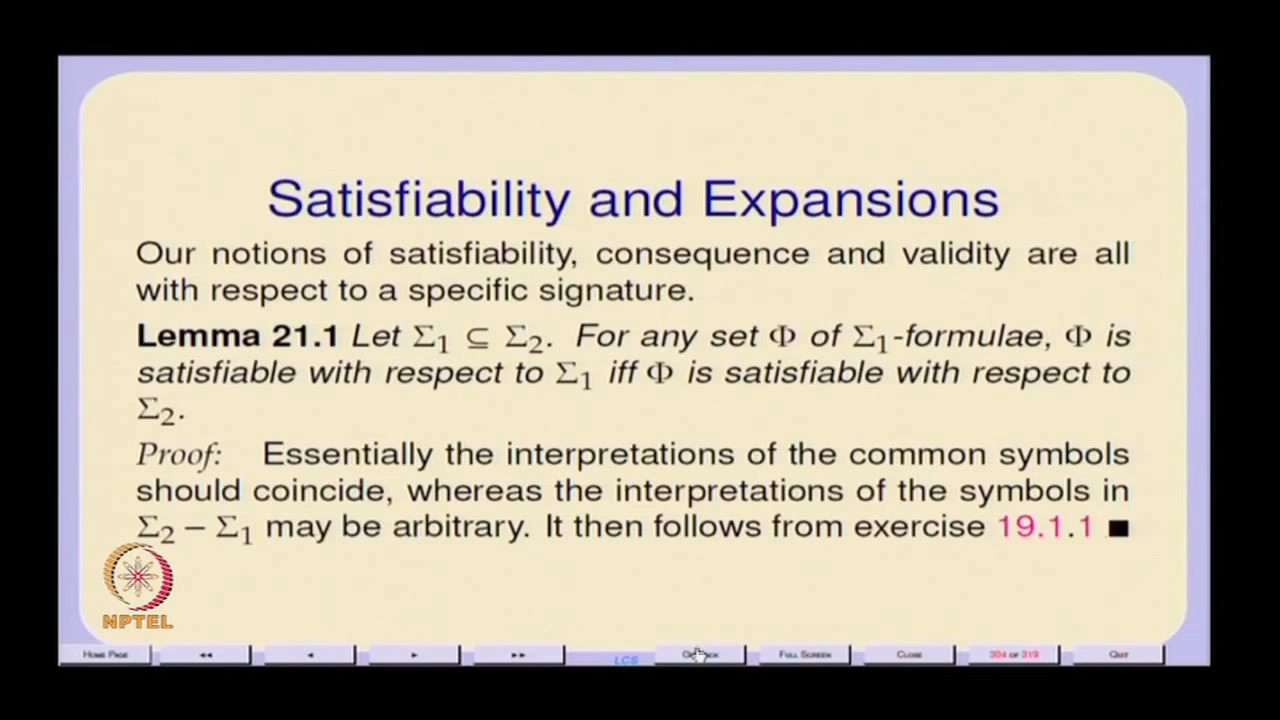 Satisfiability and Expansions
Our notions of satisfiability, consequence and validity are all
with respect to a specific signature.
Lemma 21.1 Let Σ₁ ⊆ Σ₂. For any set Φ of Σ₁-formulae, Φ is
satisfiable with respect to Σ₁ iff Φ is satisfiable with respect to
Σ₂.
Proof: Essentially the interpretations of the common symbols
should coincide, whereas the interpretations of the symbols in
Σ₂ − Σ₁ may be arbitrary. It then follows from exercise 19.1.1 ■
NPTEL
HOME PAGE ◄◄ ◄ ► ►► LCS FULL SCREEN CLOSE 304 OF 319 QUIT